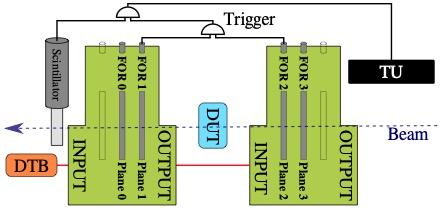 Trigger
Scintillator
FOR 0
FOR 1
FOR 2
FOR 3
TU
DUT
Beam
DTB
INPUT
Plane 0
Plane 1
OUTPUT
INPUT
Plane 2
Plane 3
OUTPUT